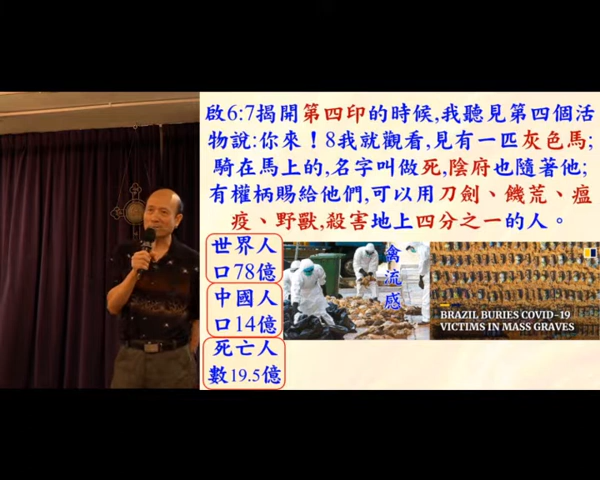 啟6:7揭開第四印的時候,我聽見第四個活
物說:你來！8我就觀看,見有一匹灰色馬;
騎在馬上的,名字叫做死,陰府也隨著他;
有權柄賜給他們,可以用刀劍、饑荒、瘟
疫、野獸,殺害地上四分之一的人。
世界人
口78億
中國人
口14億
死亡人
數19.5億
禽流感
BRAZIL BURIES COVID-19
VICTIMS IN MASS GRAVES